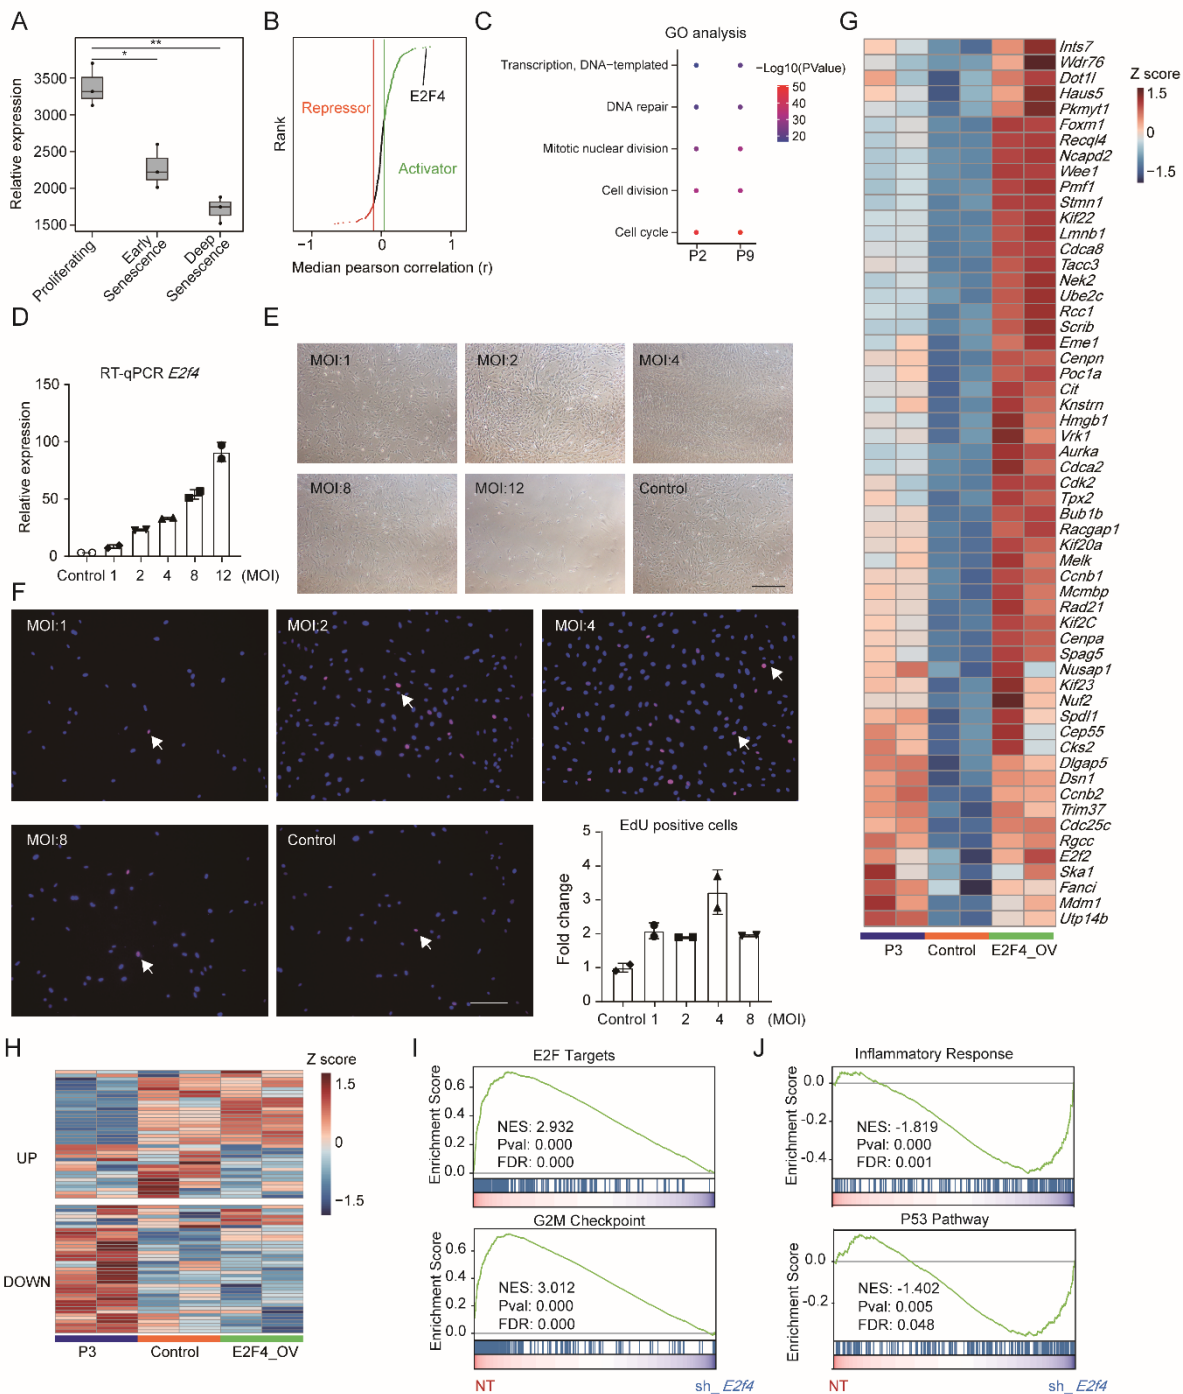 A
Relative expression
3500
3000
2500
2000
1500
*
**
Proliferating
Early
Senescence
Deep
Senescence
B
Rank
Repressor
Activator
E2F4
−1
0
1
Median pearson correlation (r)
C
GO analysis
Transcription, DNA-templated
DNA repair
Mitotic nuclear division
Cell division
Cell cycle
P2
P9
−Log10(PValue)
50
40
30
20
10
D
RT-qPCR E2f4
Relative expression
150
100
50
0
Control 1 2 4 8 12 (MOI)
E
MOI:1
MOI:2
MOI:4
MOI:8
MOI:12
Control
F
MOI:1
MOI:2
MOI:4
MOI:8
Control
EdU positive cells
Fold change
5
4
3
2
1
0
Control 1 2 4 8 (MOI)
G
Ints7
Wdr76
Dot1l
Haus5
Pkmyt1
Foxm1
Recql4
Ncapd2
Wee1
Pmf1
Stmn1
Kif22
Lmnb1
Cdca8
Tacc3
Nek2
Ube2c
Rcc1
Scrib
Eme1
Cenpn
Poc1a
Cit
Knstrn
Hmgb1
Vrk1
Aurka
Cdca2
Cdk2
Tpx2
Bub1b
Racgap1
Kif20a
Melk
Ccnb1
Mcmbp
Rad21
Kif2C
Cenpa
Spag5
Nusap1
Kif23
Nuf2
Spdl1
Cep55
Cks2
Dlgap5
Dsn1
Ccnb2
Trim37
Cdc25c
Rgcc
E2f2
Ska1
Fanci
Mdm1
Utp14b
P3
Control
E2F4_OV
Z score
1.5
0
−1.5
H
UP
DOWN
P3
Control
E2F4_OV
Z score
1.5
0
−1.5
I
E2F Targets
Enrichment Score
0.6
0.4
0.2
0.0
NES: 2.932
Pval: 0.000
FDR: 0.000
G2M Checkpoint
Enrichment Score
0.6
0.4
0.2
0.0
NES: 3.012
Pval: 0.000
FDR: 0.000
NT
sh_ E2f4
J
Inflammatory Response
Enrichment Score
0.0
-0.2
-0.4
NES: -1.819
Pval: 0.000
FDR: 0.001
P53 Pathway
Enrichment Score
0.0
-0.2
NES: -1.402
Pval: 0.005
FDR: 0.048
NT
sh_ E2f4